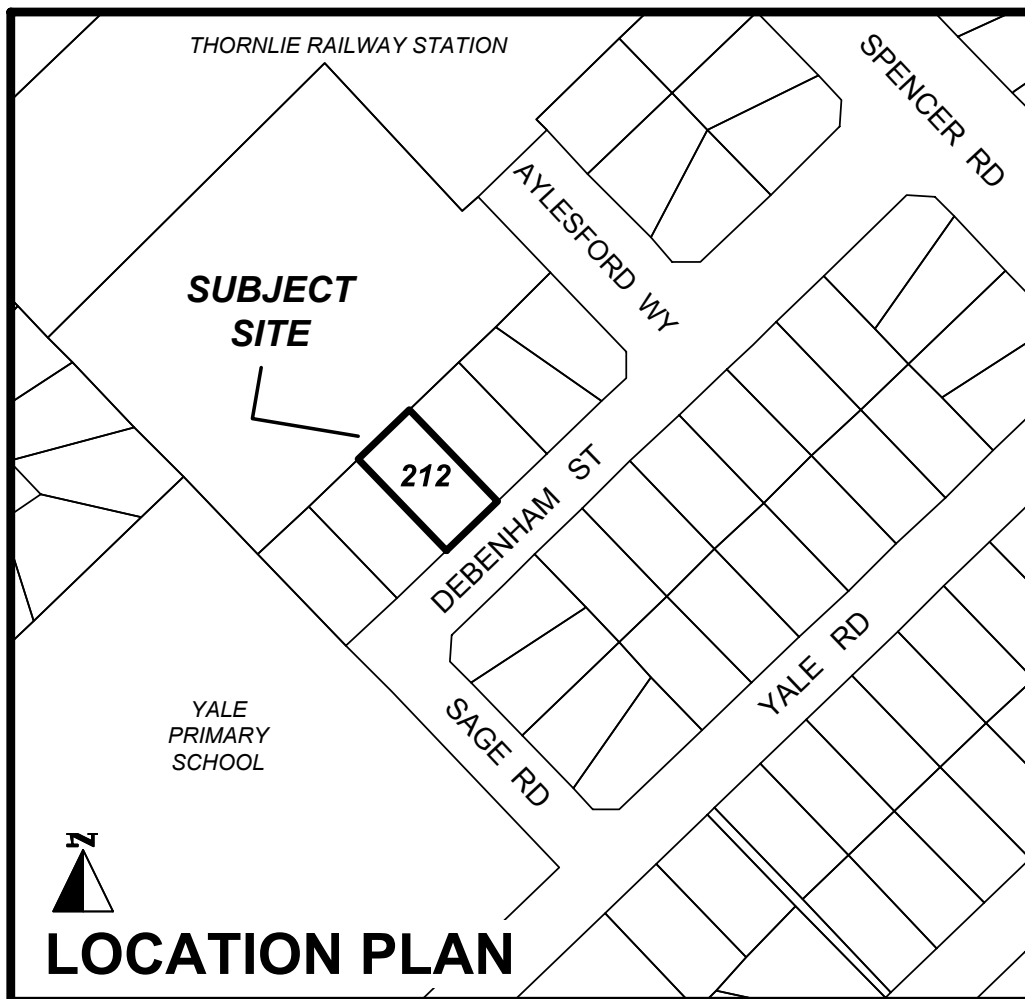 THORNLIE RAILWAY STATION
SPENCER RD
AYLESFORD WY
SUBJECT
SITE
212
DEBENHAM ST
YALE RD
SAGE RD
YALE
PRIMARY
SCHOOL
N
LOCATION PLAN